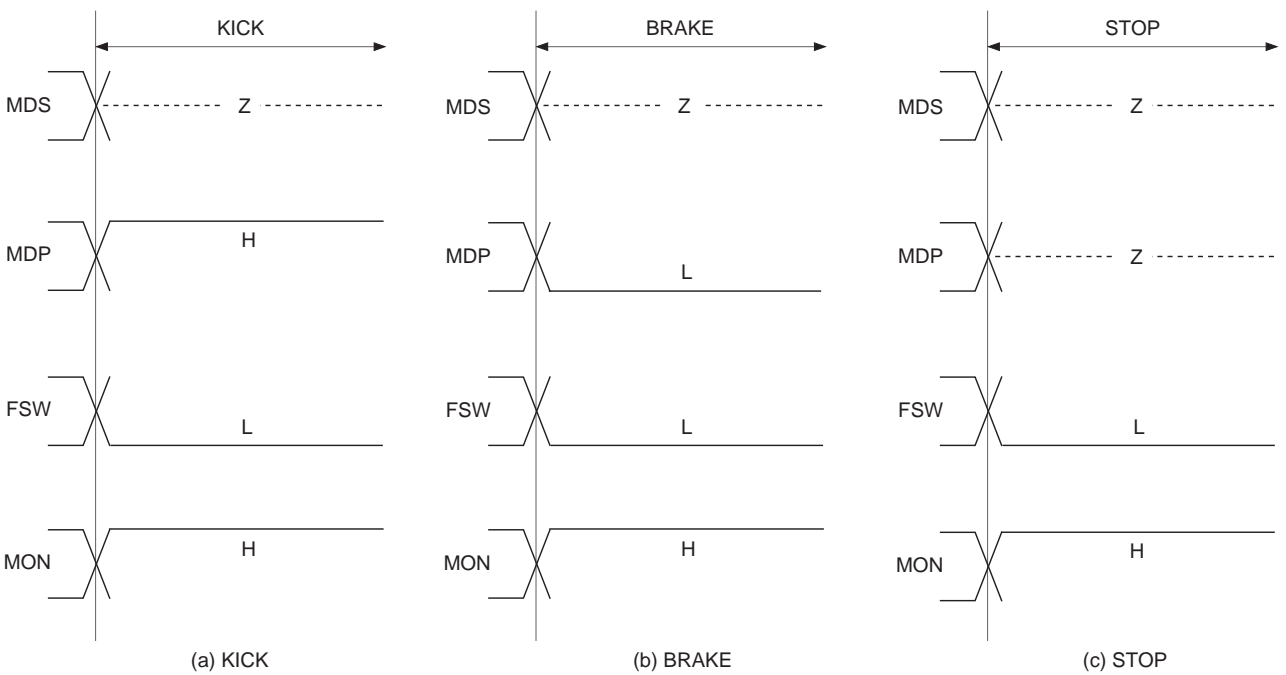 KICK
MDS
Z
MDP
H
FSW
L
MON
H
(a) KICK
BRAKE
MDS
Z
MDP
L
FSW
L
MON
H
(b) BRAKE
STOP
MDS
Z
MDP
Z
FSW
L
MON
H
(c) STOP